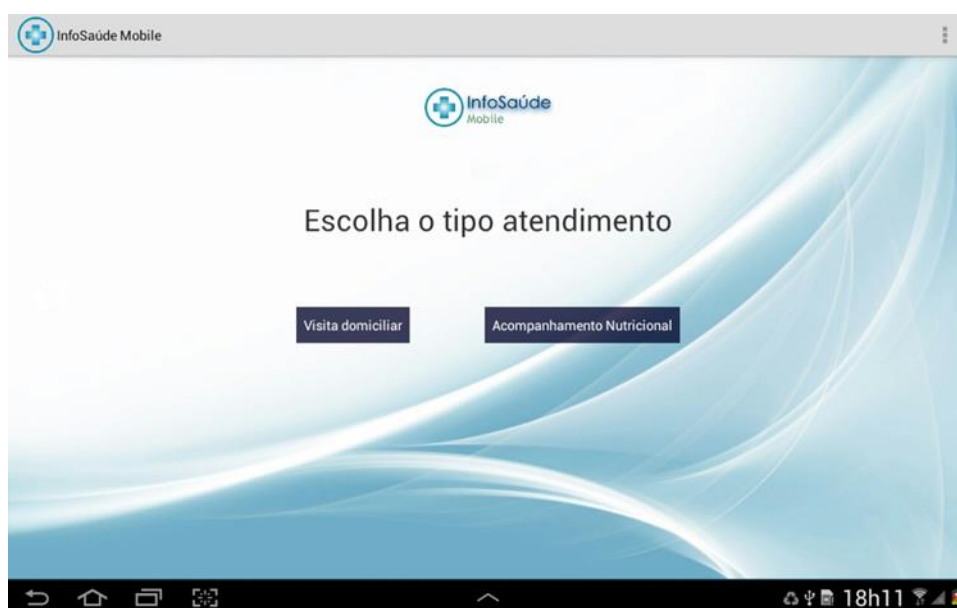 InfoSaúde Mobile
InfoSaúde
Mobile
Escolha o tipo atendimento
Visita domiciliar
Acompanhamento Nutricional
18h11